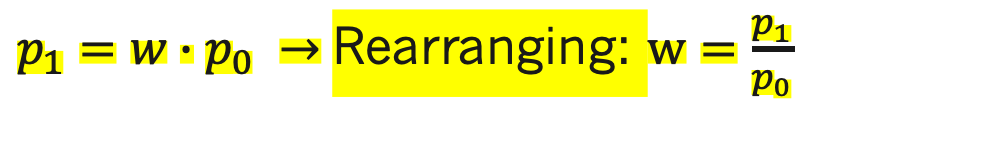 𝑝₁ = 𝑤 · 𝑝₀ → Rearranging: w = 𝑝₁/𝑝₀